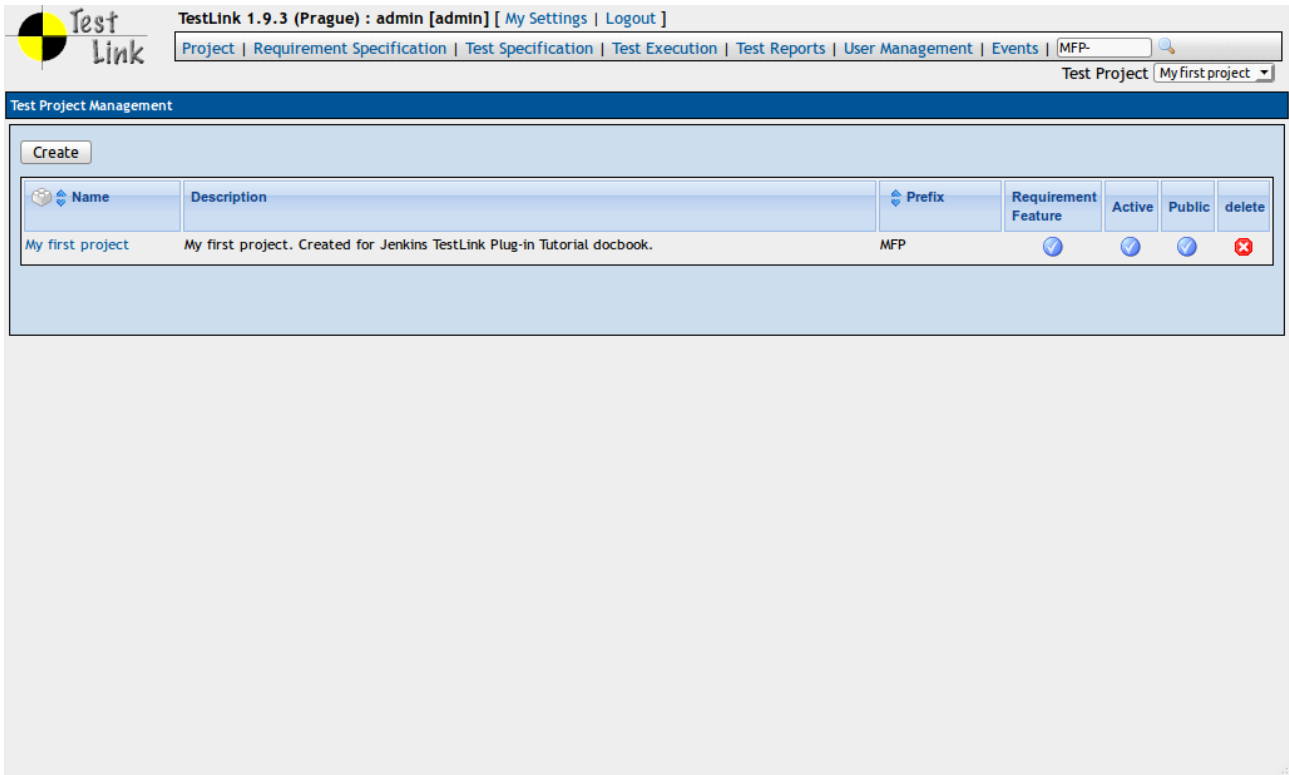 Test Link
TestLink 1.9.3 (Prague) : admin [admin] [ My Settings | Logout ]
Project | Requirement Specification | Test Specification | Test Execution | Test Reports | User Management | Events | MFP-
Test Project My first project
Test Project Management
Create
Name Description Prefix Requirement Feature Active Public delete
My first project My first project. Created for Jenkins TestLink Plug-in Tutorial docbook. MFP